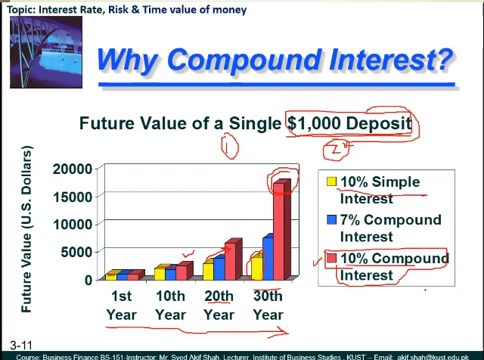 Topic: Interest Rate, Risk & Time value of money
Why Compound Interest?
Future Value of a Single $1,000 Deposit
1
2
Future Value (U.S. Dollars)
20000
15000
10000
5000
0
1st Year
10th Year
20th Year
30th Year
10% Simple
Interest
7% Compound
Interest
10% Compound
Interest
3-11
Course: Business Finance BS-151-Instructor: Mr. Syed Akif Shah, Lecturer, Institute of Business Studies, KUST – Email: akif.shah@kust.edu.pk